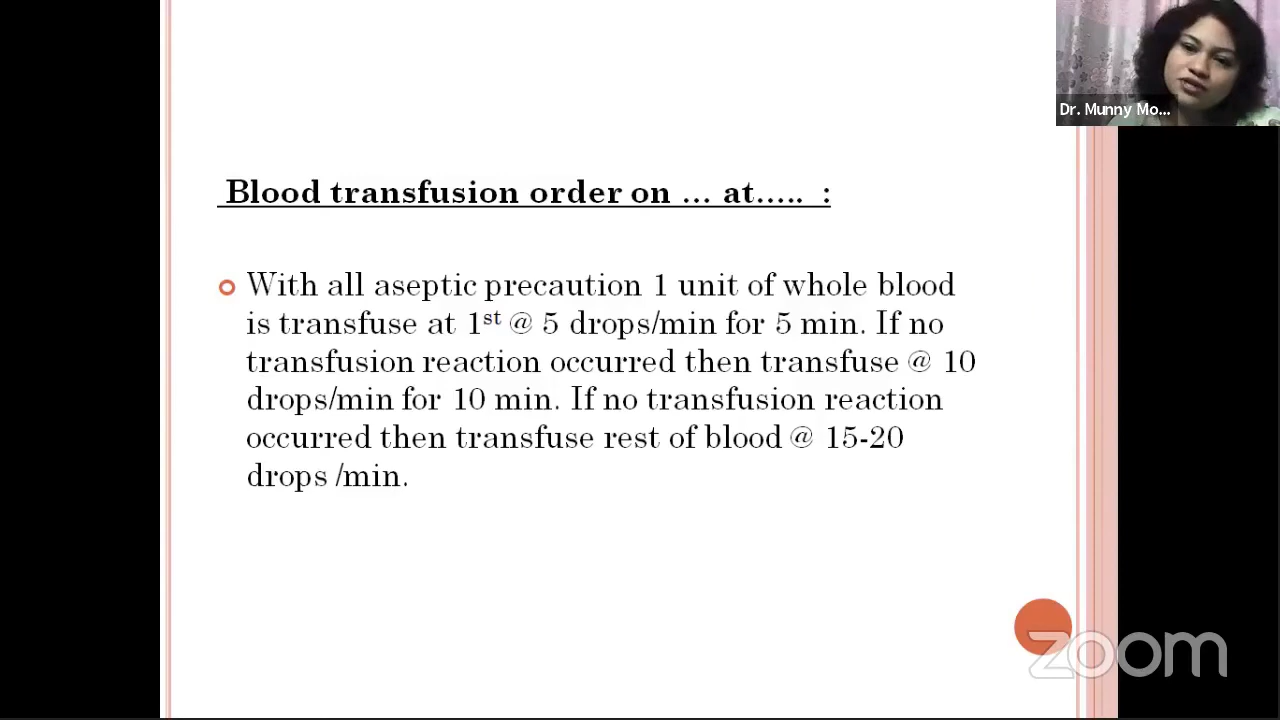 Dr. Munny Mo...
Blood transfusion order on ... at..... :
With all aseptic precaution 1 unit of whole blood
is transfuse at 1st @ 5 drops/min for 5 min. If no
transfusion reaction occurred then transfuse @ 10
drops/min for 10 min. If no transfusion reaction
occurred then transfuse rest of blood @ 15-20
drops /min.
zoom